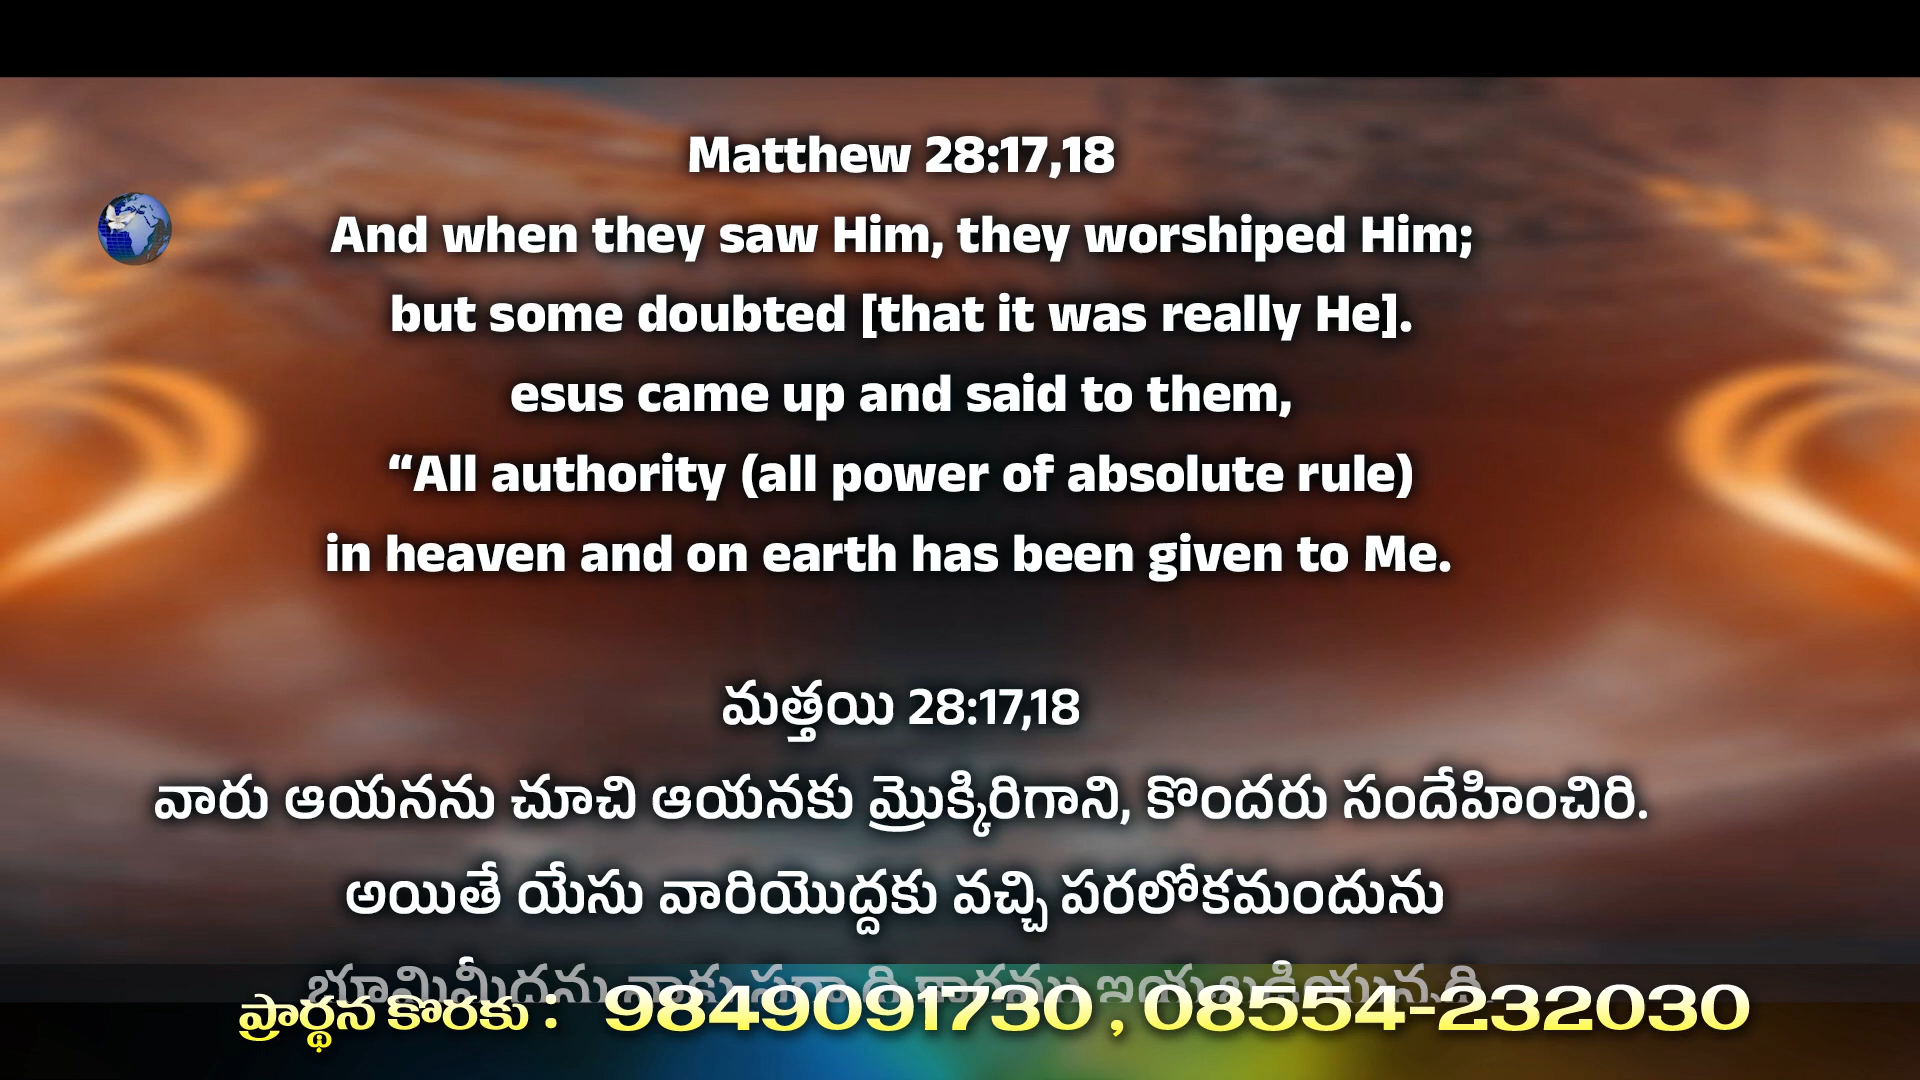 Matthew 28:17,18
And when they saw Him, they worshiped Him;
but some doubted [that it was really He].
esus came up and said to them,
“All authority (all power of absolute rule)
in heaven and on earth has been given to Me.
మత్తయి 28:17,18
వారు ఆయనను చూచి ఆయనకు మ్రొక్కిరిగాని, కొందరు సందేహించిరి.
అయితే యేసు వారియొద్దకు వచ్చి పరలోకమందును
ప్రార్థన కొరకు : 9849091730 , 08554-232030